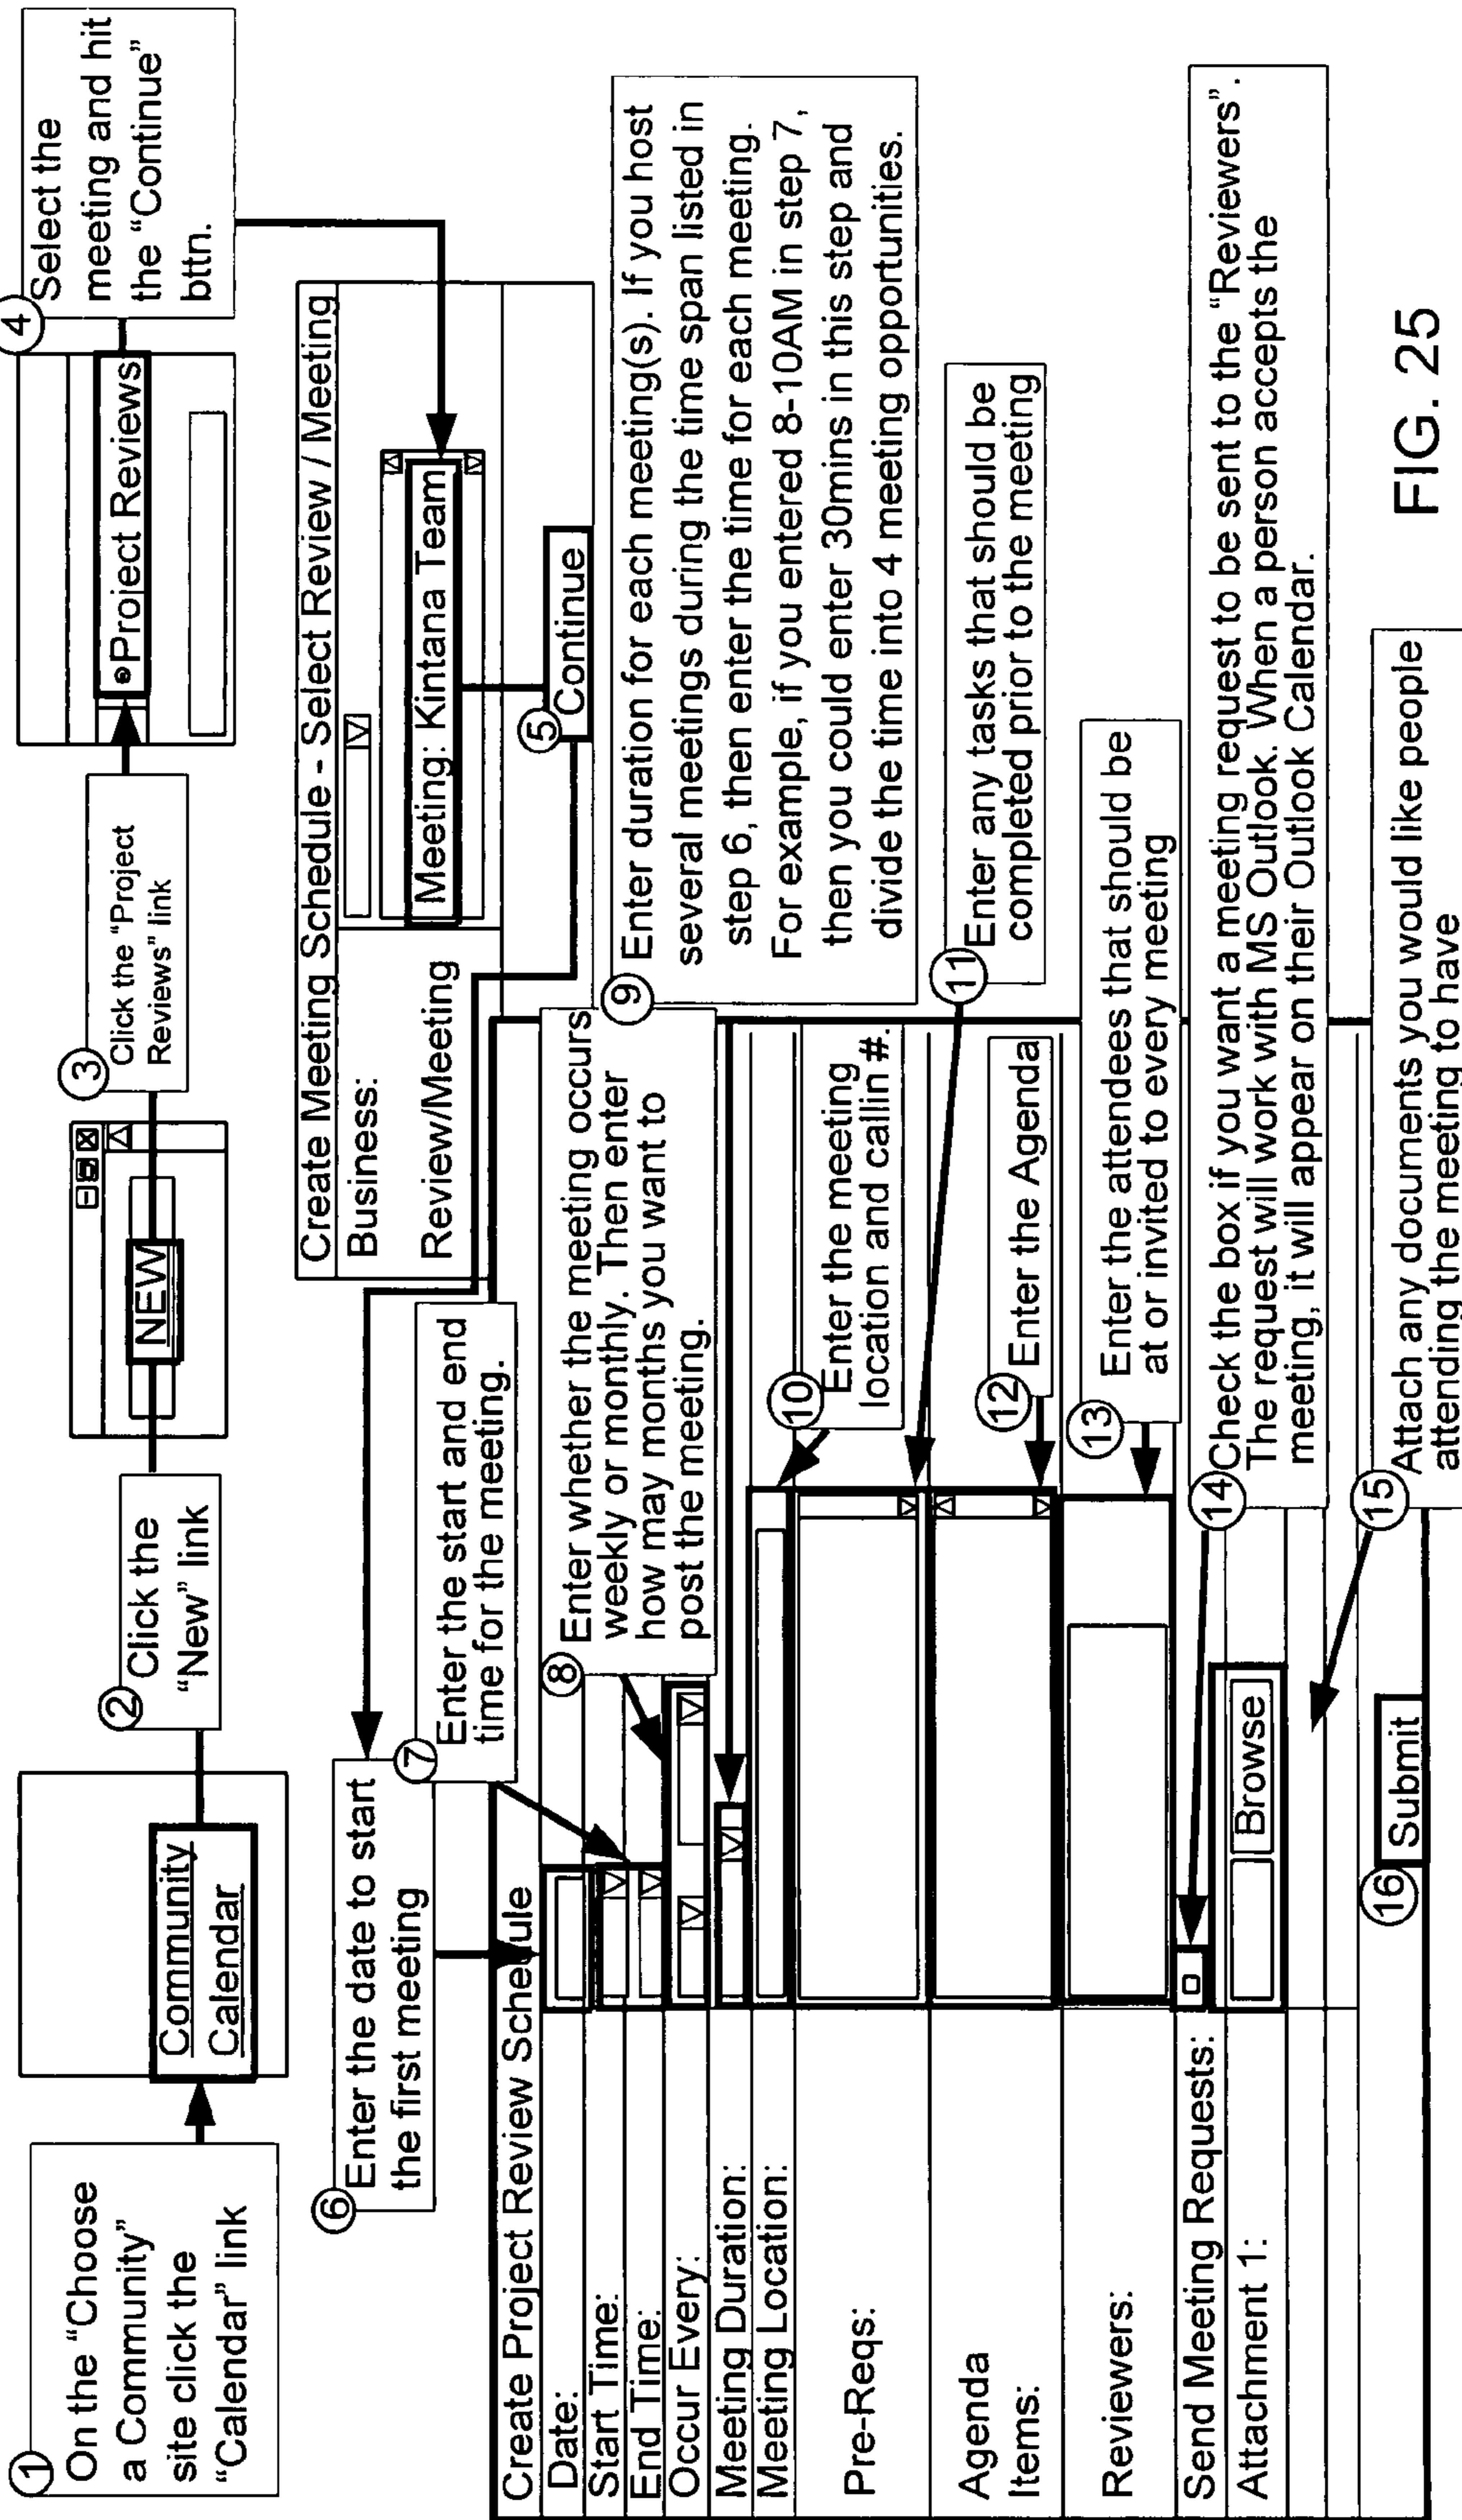 1
On the “Choose
a Community”
site click the
“Calendar” link
Community
Calendar
2
Click the
“New” link
NEW
3
Click the “Project
Reviews” link
Project Reviews
4
Select the
meeting and hit
the “Continue”
bttn.
Create Meeting Schedule - Select Review / Meeting
Business:
Review/Meeting
Meeting: Kintana Team
5
Continue
6
Enter the date to start
the first meeting
7
Enter the start and end
time for the meeting.
8
Enter whether the meeting occurs
weekly or monthly. Then enter
how may months you want to
post the meeting.
9
Enter duration for each meeting(s). If you host
several meetings during the time span listed in
step 6, then enter the time for each meeting.
For example, if you entered 8-10AM in step 7,
then you could enter 30mins in this step and
divide the time into 4 meeting opportunities.
10
Enter the meeting
location and callin #.
11
Enter any tasks that should be
completed prior to the meeting
12
Enter the Agenda
13
Enter the attendees that should be
at or invited to every meeting
14
Check the box if you want a meeting request to be sent to the “Reviewers”.
The request will work with MS Outlook. When a person accepts the
meeting, it will appear on their Outlook Calendar.
15
Attach any documents you would like people
attending the meeting to have
Create Project Review Schedule
Date:
Start Time:
End Time:
Occur Every:
Meeting Duration:
Meeting Location:
Pre-Reqs:
Agenda
Items:
Reviewers:
Send Meeting Requests:
Attachment 1:
Browse
16
Submit
FIG. 25